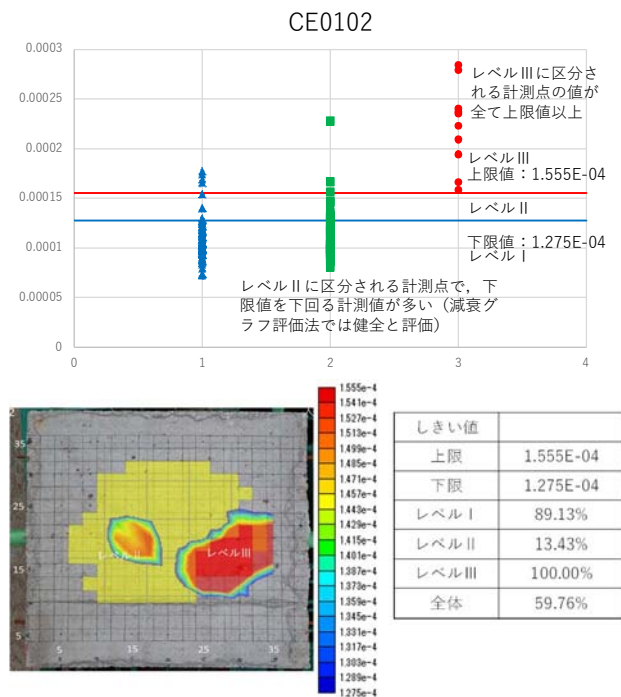 CE0102
0.0003
0.00025
0.0002
0.00015
0.0001
0.00005
0
0
1
2
3
4
レベルⅢに区分さ
れる計測点の値が
全て上限値以上
レベルⅢ
上限値：1.555E-04
レベルⅡ
下限値：1.275E-04
レベルⅠ
レベルⅡに区分される計測点で，下
限値を下回る計測値が多い（減衰グ
ラフ評価法では健全と評価）
35
25
15
5
5
15
25
35
レベルⅡ
レベルⅢ
1.555e-4
1.541e-4
1.527e-4
1.513e-4
1.499e-4
1.485e-4
1.471e-4
1.457e-4
1.443e-4
1.429e-4
1.415e-4
1.401e-4
1.387e-4
1.373e-4
1.359e-4
1.345e-4
1.331e-4
1.317e-4
1.303e-4
1.289e-4
1.275e-4
しきい値
上限 1.555E-04
下限 1.275E-04
レベルⅠ 89.13%
レベルⅡ 13.43%
レベルⅢ 100.00%
全体 59.76%